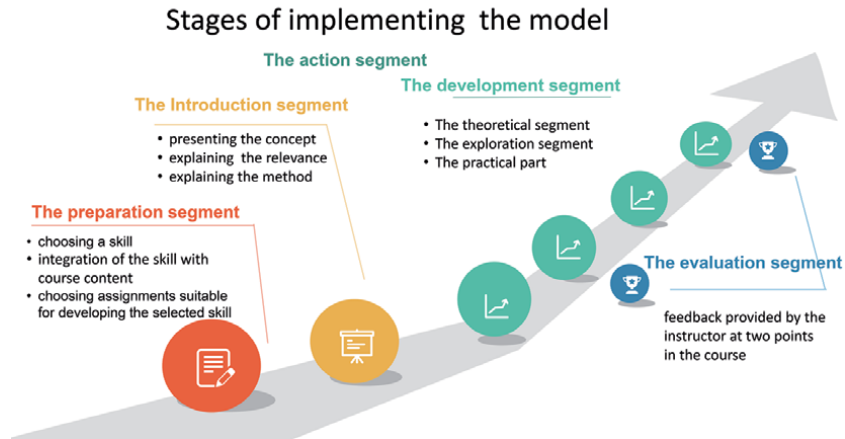 Stages of implementing the model
The action segment
The development segment
• The theoretical segment
• The exploration segment
• The practical part
The Introduction segment
• presenting the concept
• explaining the relevance
• explaining the method
The preparation segment
• choosing a skill
• integration of the skill with
course content
• choosing assignments suitable
for developing the selected skill
The evaluation segment
feedback provided by the
instructor at two points
in the course